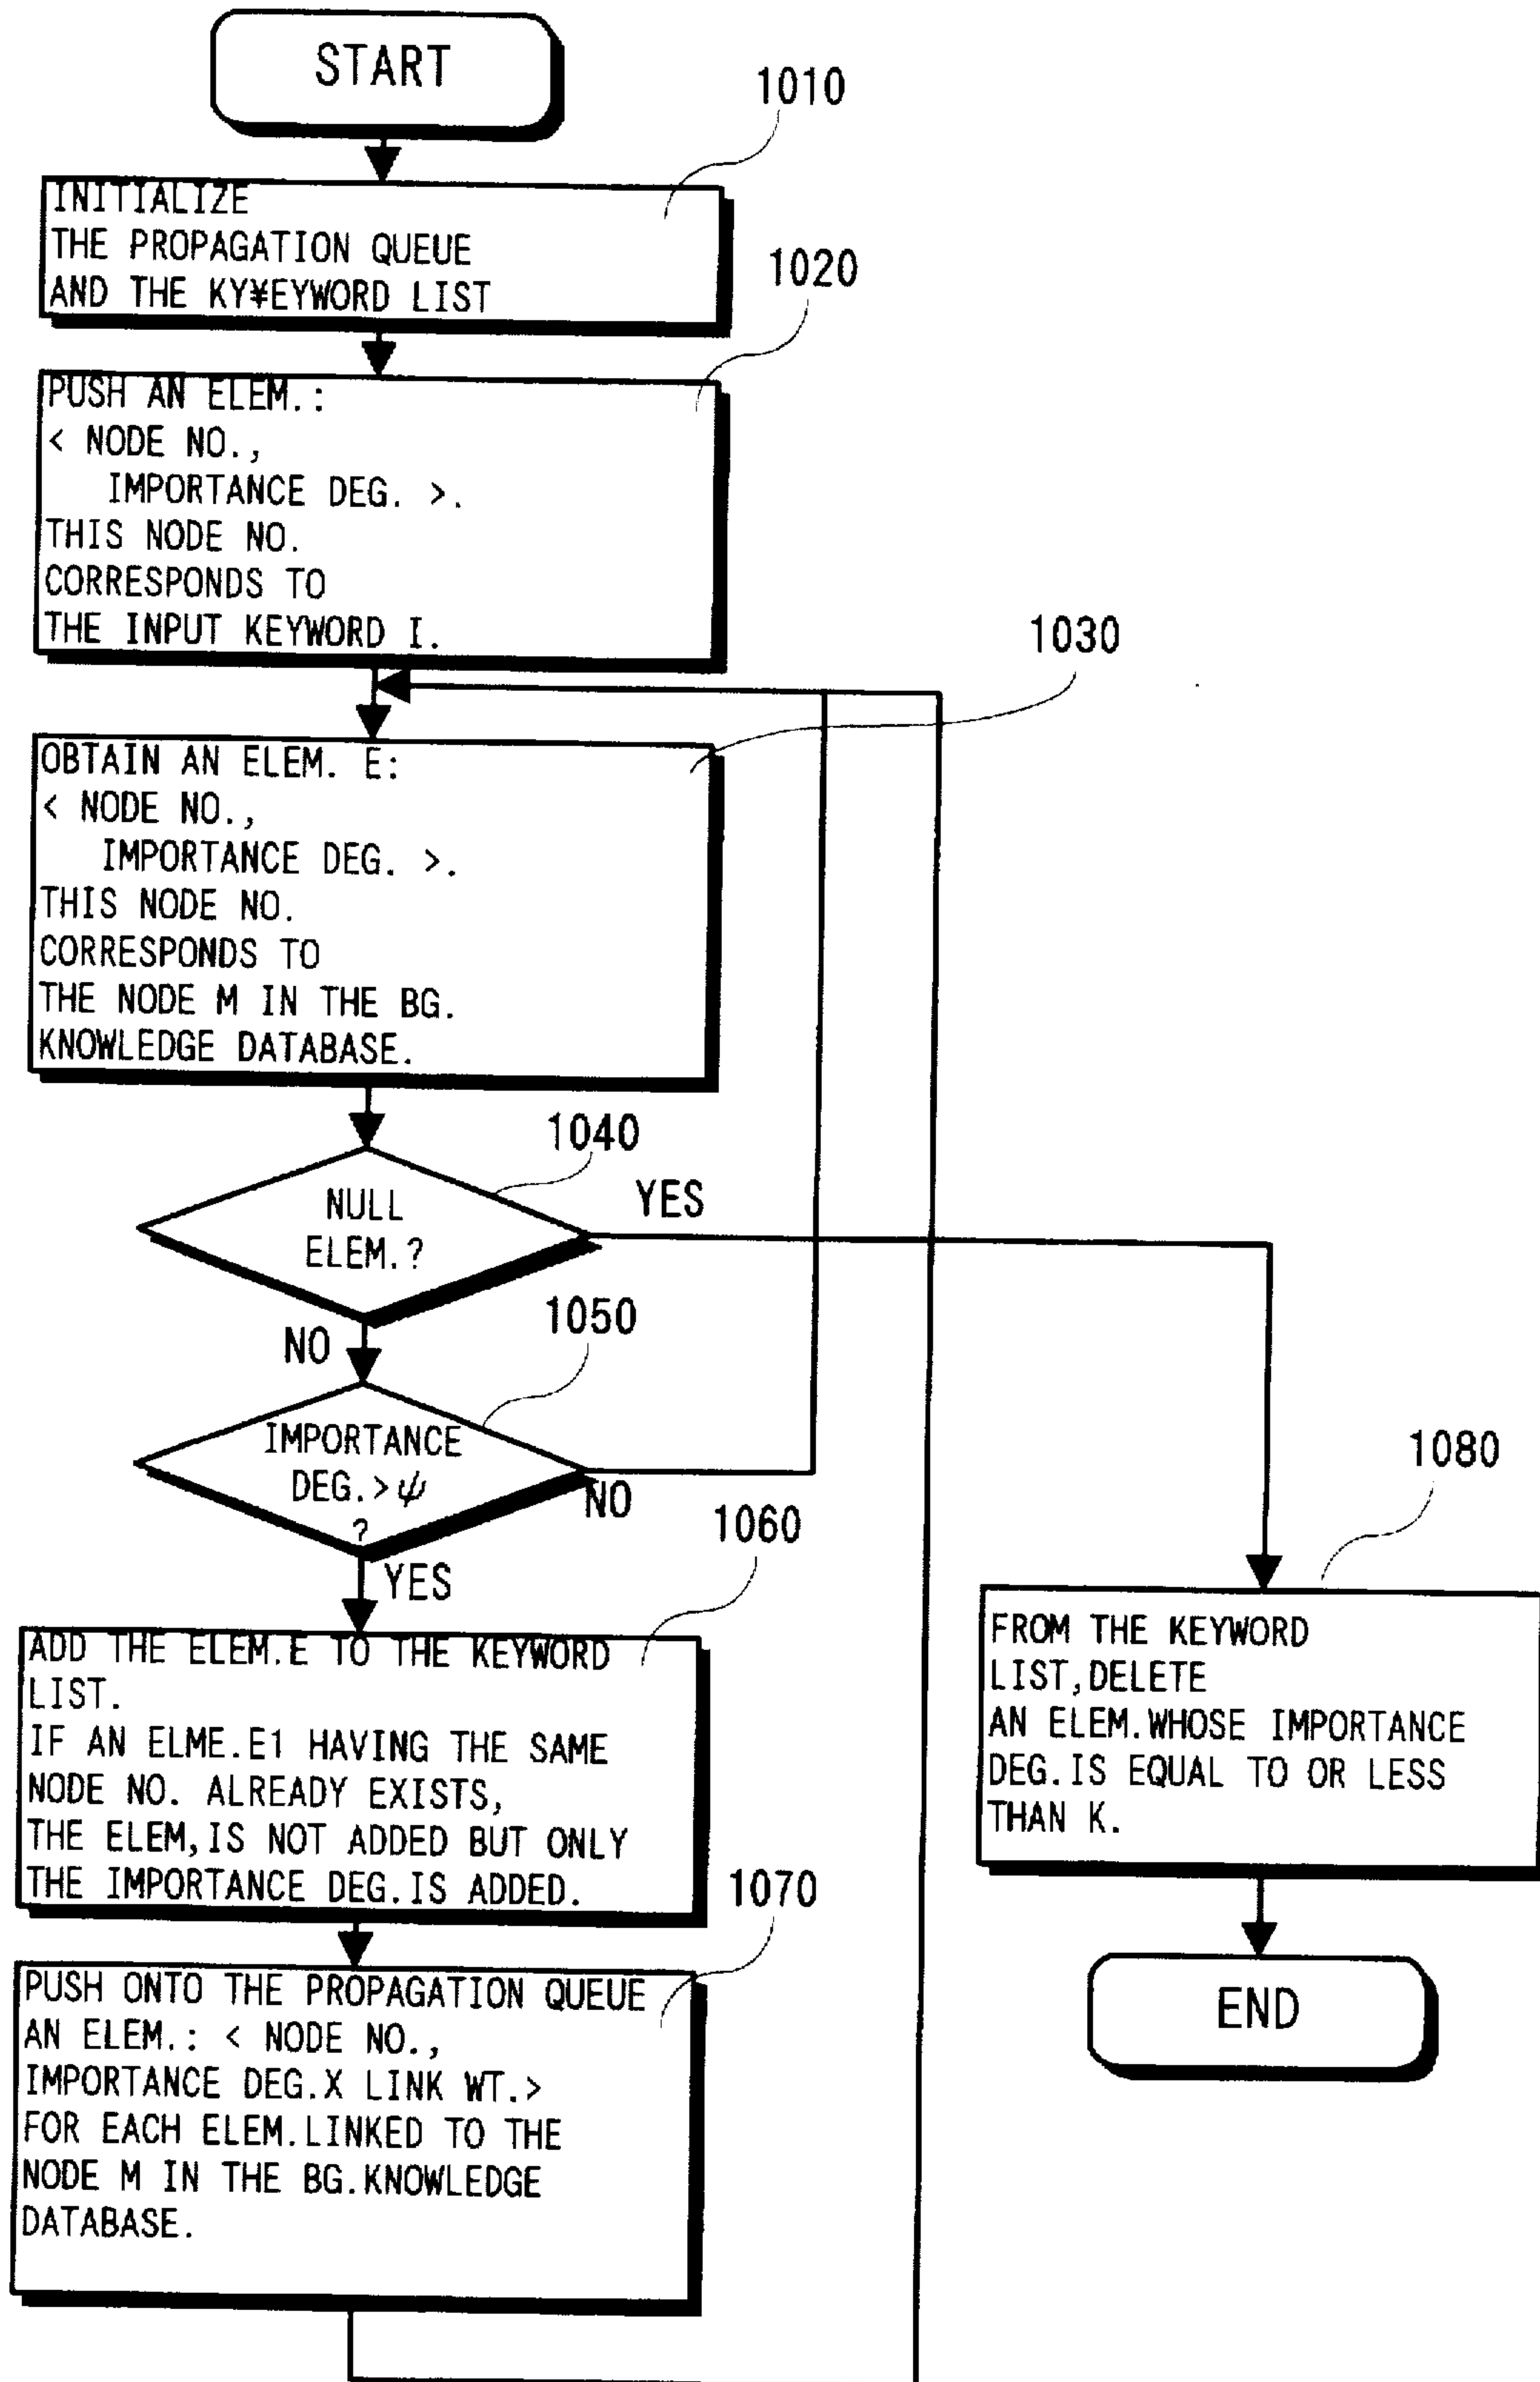 START
1010
INITIALIZE
THE PROPAGATION QUEUE
AND THE KY¥EYWORD LIST
1020
PUSH AN ELEM.:
< NODE NO.,
IMPORTANCE DEG. >.
THIS NODE NO.
CORRESPONDS TO
THE INPUT KEYWORD I.
1030
OBTAIN AN ELEM. E:
< NODE NO.,
IMPORTANCE DEG. >.
THIS NODE NO.
CORRESPONDS TO
THE NODE M IN THE BG.
KNOWLEDGE DATABASE.
1040
NULL
ELEM.?
YES
NO
1050
IMPORTANCE
DEG.>ψ
?
NO
YES
1060
ADD THE ELEM.E TO THE KEYWORD
LIST.
IF AN ELME.E1 HAVING THE SAME
NODE NO. ALREADY EXISTS,
THE ELEM,IS NOT ADDED BUT ONLY
THE IMPORTANCE DEG.IS ADDED.
1070
PUSH ONTO THE PROPAGATION QUEUE
AN ELEM.: < NODE NO.,
IMPORTANCE DEG.X LINK WT.>
FOR EACH ELEM.LINKED TO THE
NODE M IN THE BG.KNOWLEDGE
DATABASE.
1080
FROM THE KEYWORD
LIST,DELETE
AN ELEM.WHOSE IMPORTANCE
DEG.IS EQUAL TO OR LESS
THAN K.
END